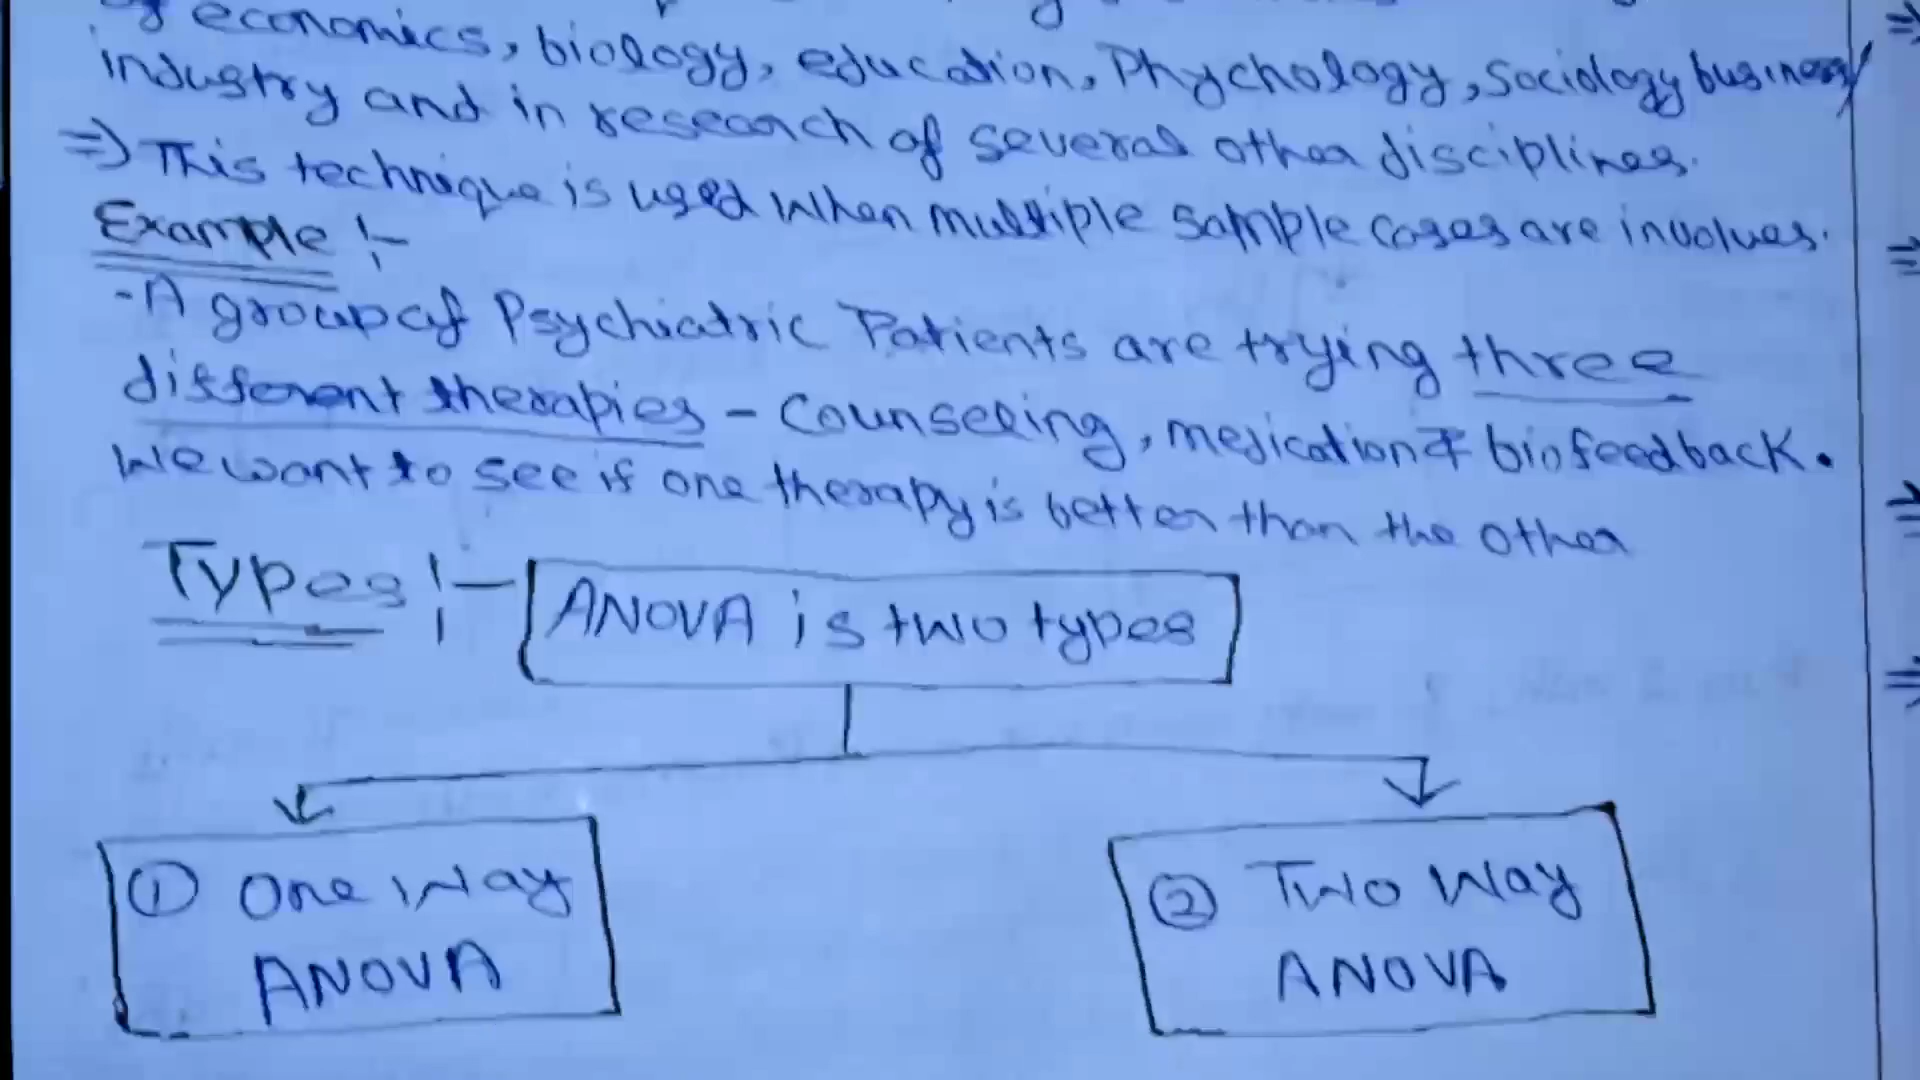 economics, biology, education, Phychology, Sociology business/
industry and in research of several other disciplines.
=> This technique is used when multiple sample cases are involves.
Example :-
- A group of Psychiatric Patients are trying three
different therapies - Counseling, medication & biofeedback.
We want to see if one therapy is better than the other
Types :- ANOVA is two types
① One Way
ANOVA
② Two Way
ANOVA